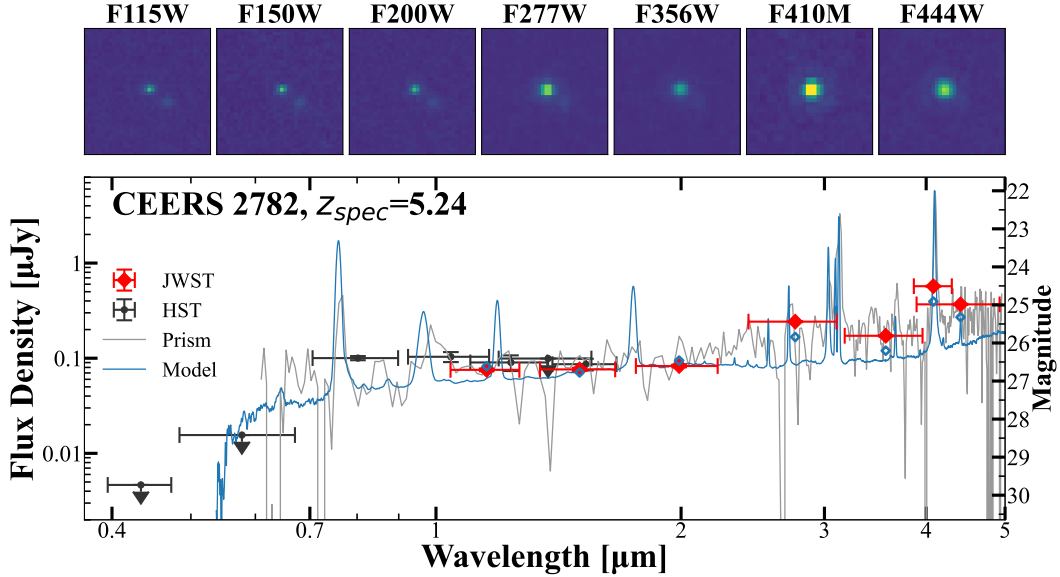 F115W F150W F200W F277W F356W F410M F444W
CEERS 2782, z_spec=5.24
JWST
HST
Prism
Model
Flux Density [μJy]
1
0.1
0.01
22
23
24
25
26
27
28
29
30
Magnitude
0.4 0.7 1 2 3 4 5
Wavelength [μm]